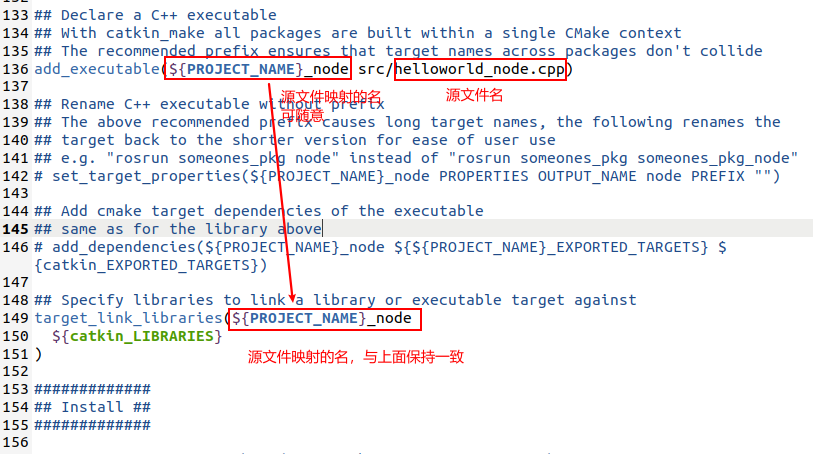 133 ## Declare a C++ executable
134 ## With catkin_make all packages are built within a single CMake context
135 ## The recommended prefix ensures that target names across packages don't collide
136 add_executable(${PROJECT_NAME}_node src/helloworld_node.cpp)
137
源文件映射的名
可随意
源文件名
138 ## Rename C++ executable without prefix
139 ## The above recommended prefix causes long target names, the following renames the
140 ## target back to the shorter version for ease of user use
141 ## e.g. "rosrun someones_pkg node" instead of "rosrun someones_pkg someones_pkg_node"
142 # set_target_properties(${PROJECT_NAME}_node PROPERTIES OUTPUT_NAME node PREFIX "")
143
144 ## Add cmake target dependencies of the executable
145 ## same as for the library above
146 # add_dependencies(${PROJECT_NAME}_node ${${PROJECT_NAME}_EXPORTED_TARGETS} $
{catkin_EXPORTED_TARGETS})
147
148 ## Specify libraries to link a library or executable target against
149 target_link_libraries(${PROJECT_NAME}_node
150 ${catkin_LIBRARIES}
151 )
源文件映射的名，与上面保持一致
152
153 #############
154 ## Install ##
155 #############
156